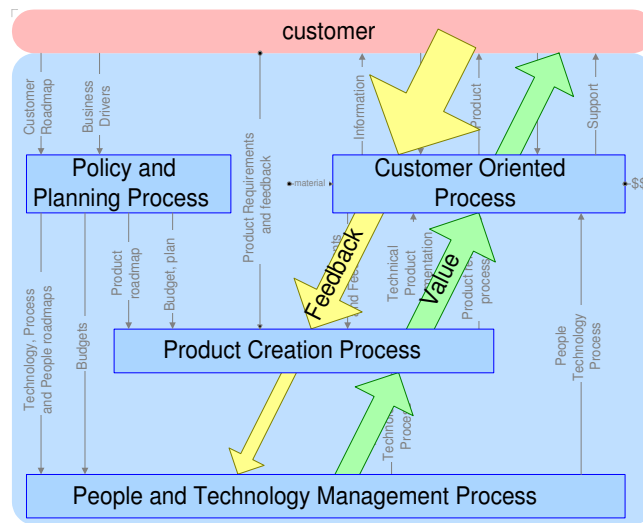 customer
Customer
Roadmap
Business
Drivers
Product Requirements
and feedback
Information
Product
Support
Policy and
Planning Process
material
Customer Oriented
Process
$$
Technology, Process
and People roadmaps
Budgets
Product
roadmap
Budget, plan
Feedback
Technical
Product
Value
process
People
Technology
Process
Product Creation Process
People and Technology Management Process